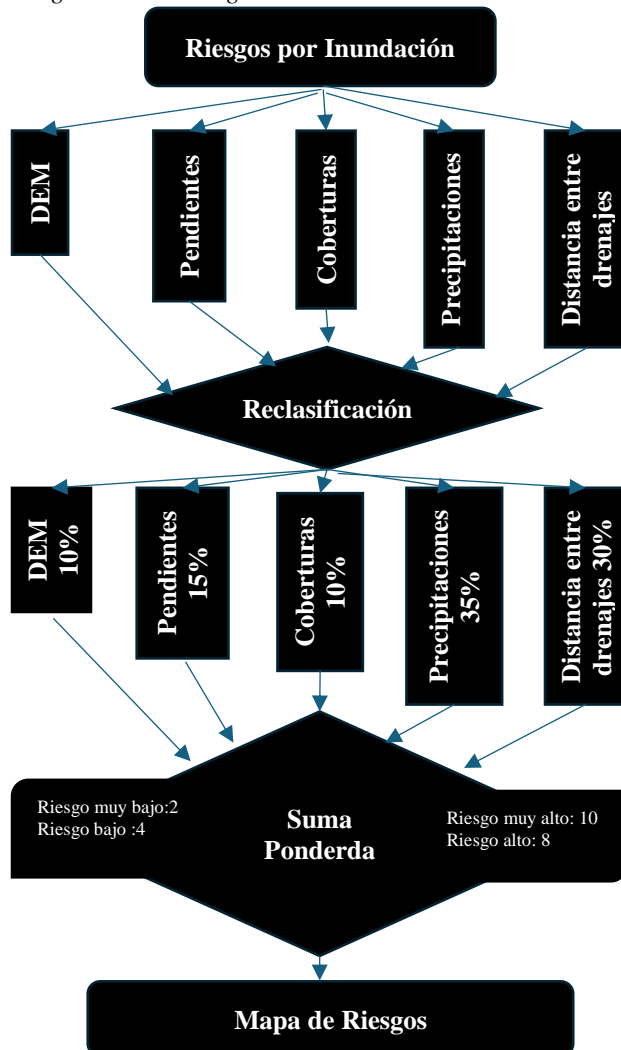 Riesgos por Inundación
DEM
Pendientes
Coberturas
Precipitaciones
Distancia entre
drenajes
Reclasificación
DEM
10%
Pendientes
15%
Coberturas
10%
Precipitaciones
35%
Distancia entre
drenajes 30%
Riesgo muy bajo:2
Riesgo bajo :4
Suma
Ponderda
Riesgo muy alto: 10
Riesgo alto: 8
Mapa de Riesgos